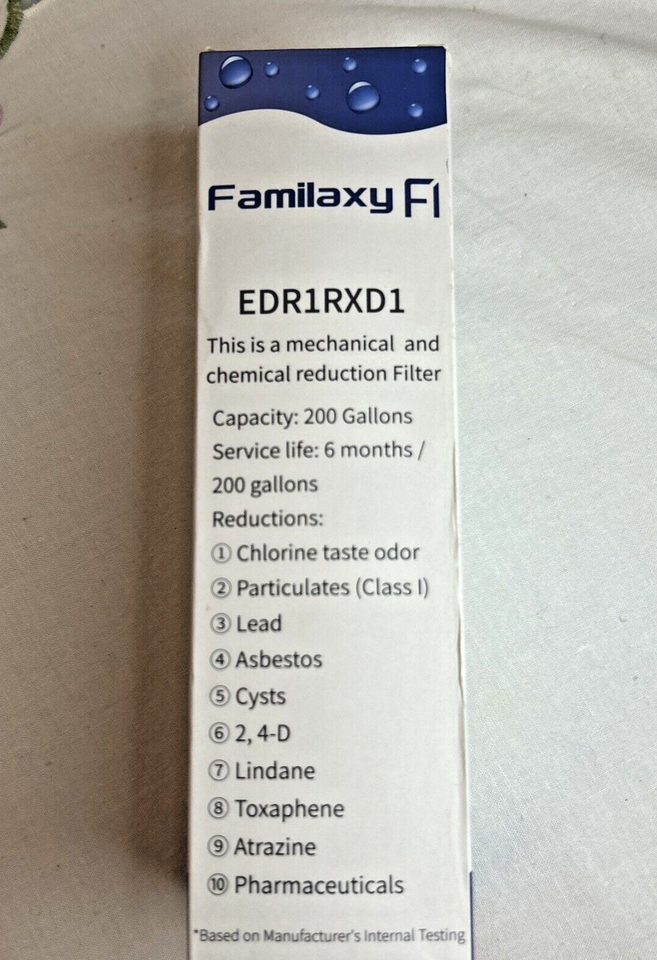 Familaxy F1
EDR1RXD1
This is a mechanical and
chemical reduction Filter
Capacity: 200 Gallons
Service life: 6 months /
200 gallons
Reductions:
① Chlorine taste odor
② Particulates (Class I)
③ Lead
④ Asbestos
⑤ Cysts
⑥ 2, 4-D
⑦ Lindane
⑧ Toxaphene
⑨ Atrazine
⑩ Pharmaceuticals
*Based on Manufacturer's Internal Testing